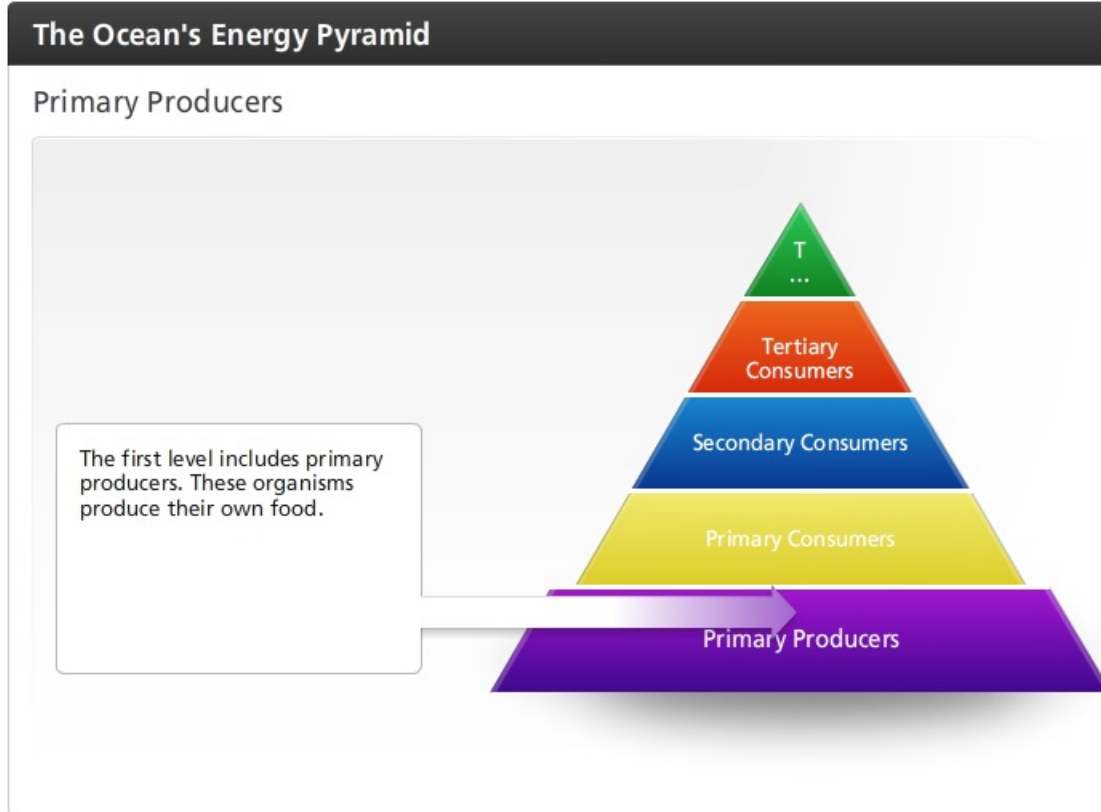 The Ocean's Energy Pyramid
Primary Producers
T
...
Tertiary
Consumers
Secondary Consumers
The first level includes primary
producers. These organisms
produce their own food.
Primary Consumers
Primary Producers